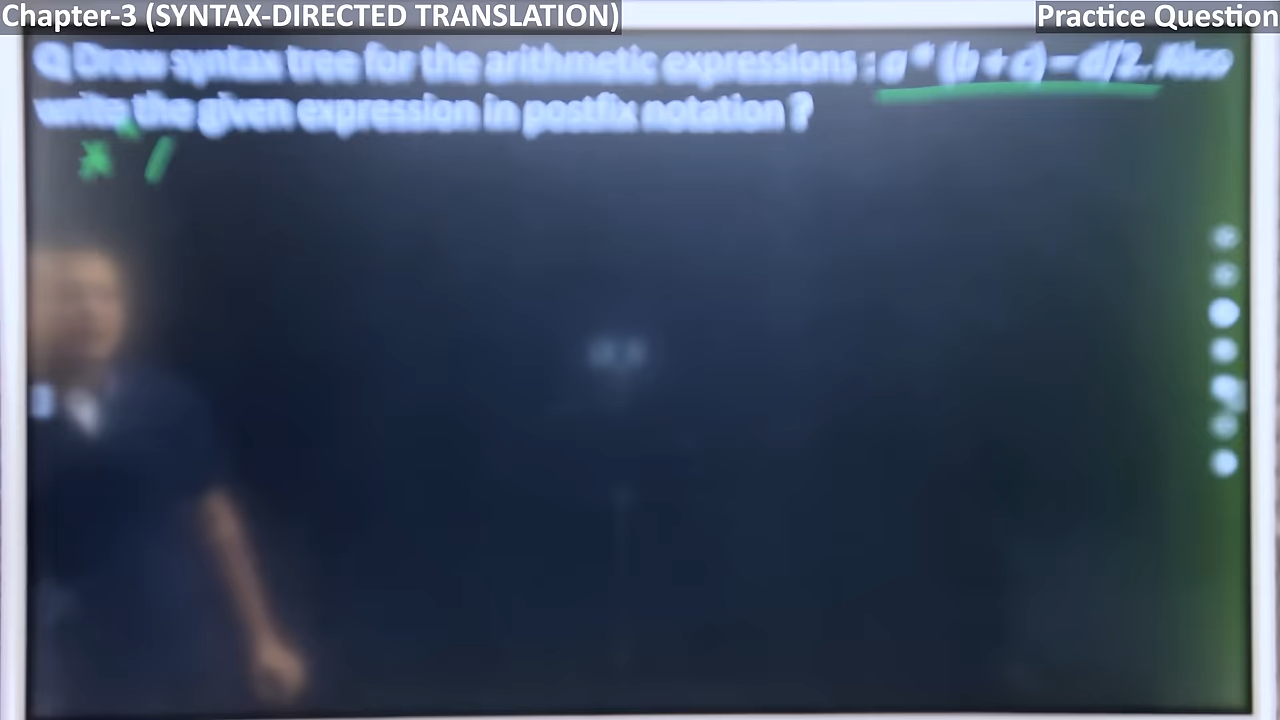 Chapter-3 (SYNTAX-DIRECTED TRANSLATION)
Practice Question
Q Draw syntax tree for the arithmetic expressions : a * (b + c) – d/2. Also
write the given expression in postfix notation ?
* /